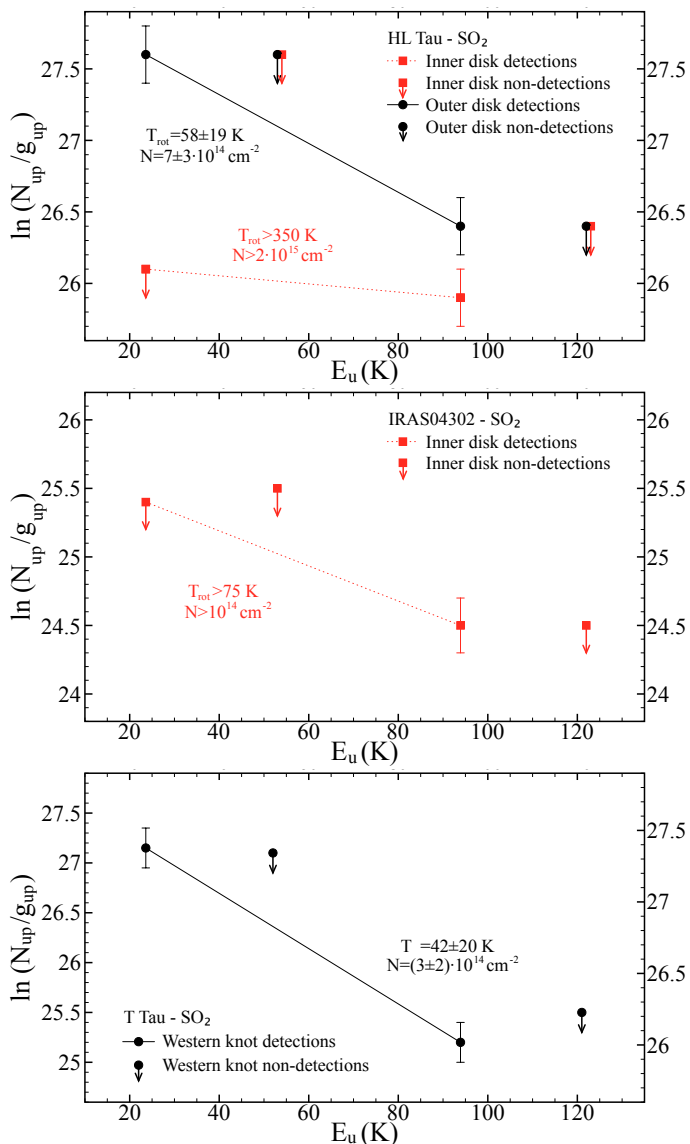 HL Tau - SO₂
Inner disk detections
Inner disk non-detections
Outer disk detections
Outer disk non-detections
T_rot=58±19 K
N=7±3·10¹⁴ cm⁻²
T_rot>350 K
N>2·10¹⁵ cm⁻²
ln (N_up/g_up)
27.5
27
26.5
26
20 40 60 80 100 120
E_u (K)
26 26
IRAS04302 - SO₂
Inner disk detections
Inner disk non-detections
25.5 25.5
25 25
T_rot>75 K
N>10¹⁴ cm⁻²
24.5 24.5
24 24
ln (N_up/g_up)
20 40 60 80 100 120
E_u (K)
27.5 27.5
27 27
26.5 26.5
26 26
25.5
25
T =42±20 K
N=(3±2)·10¹⁴ cm⁻²
T Tau - SO₂
Western knot detections
Western knot non-detections
ln (N_up/g_up)
20 40 60 80 100 120
E_u (K)